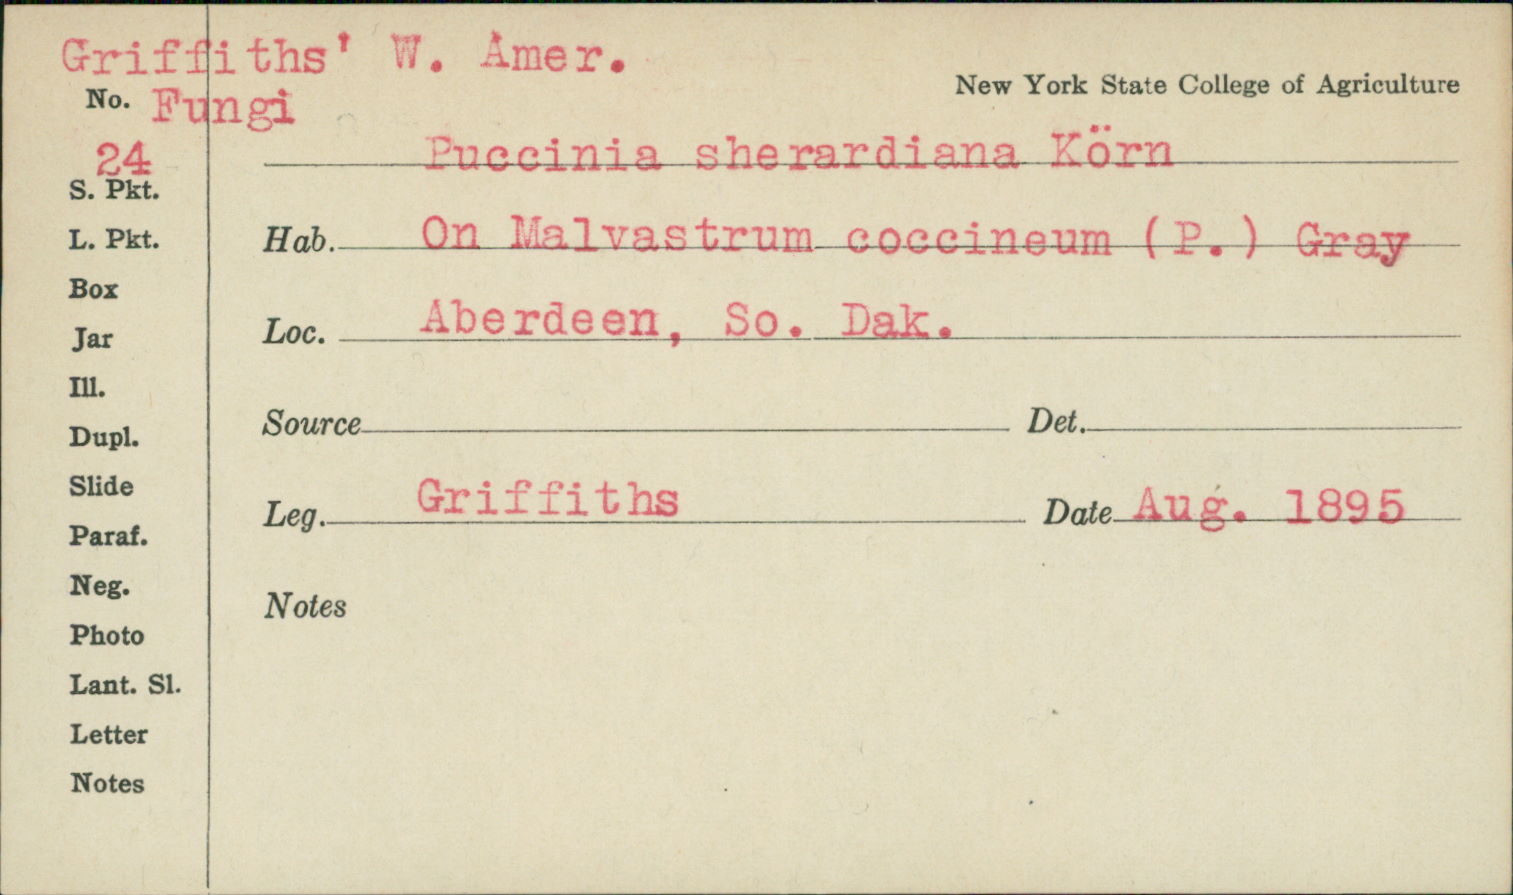 Griffiths' W. Amer.
New York State College of Agriculture
No. Fungi
24
Puccinia sherardiana Körn
S. Pkt.
L. Pkt.
Hab. On Malvastrum coccineum (P.) Gray
Box
Jar
Loc. Aberdeen, So. Dak.
Ill.
Dupl.
Source Det.
Slide
Leg. Griffiths Date Aug. 1895
Paraf.
Neg.
Notes
Photo
Lant. Sl.
Letter
Notes